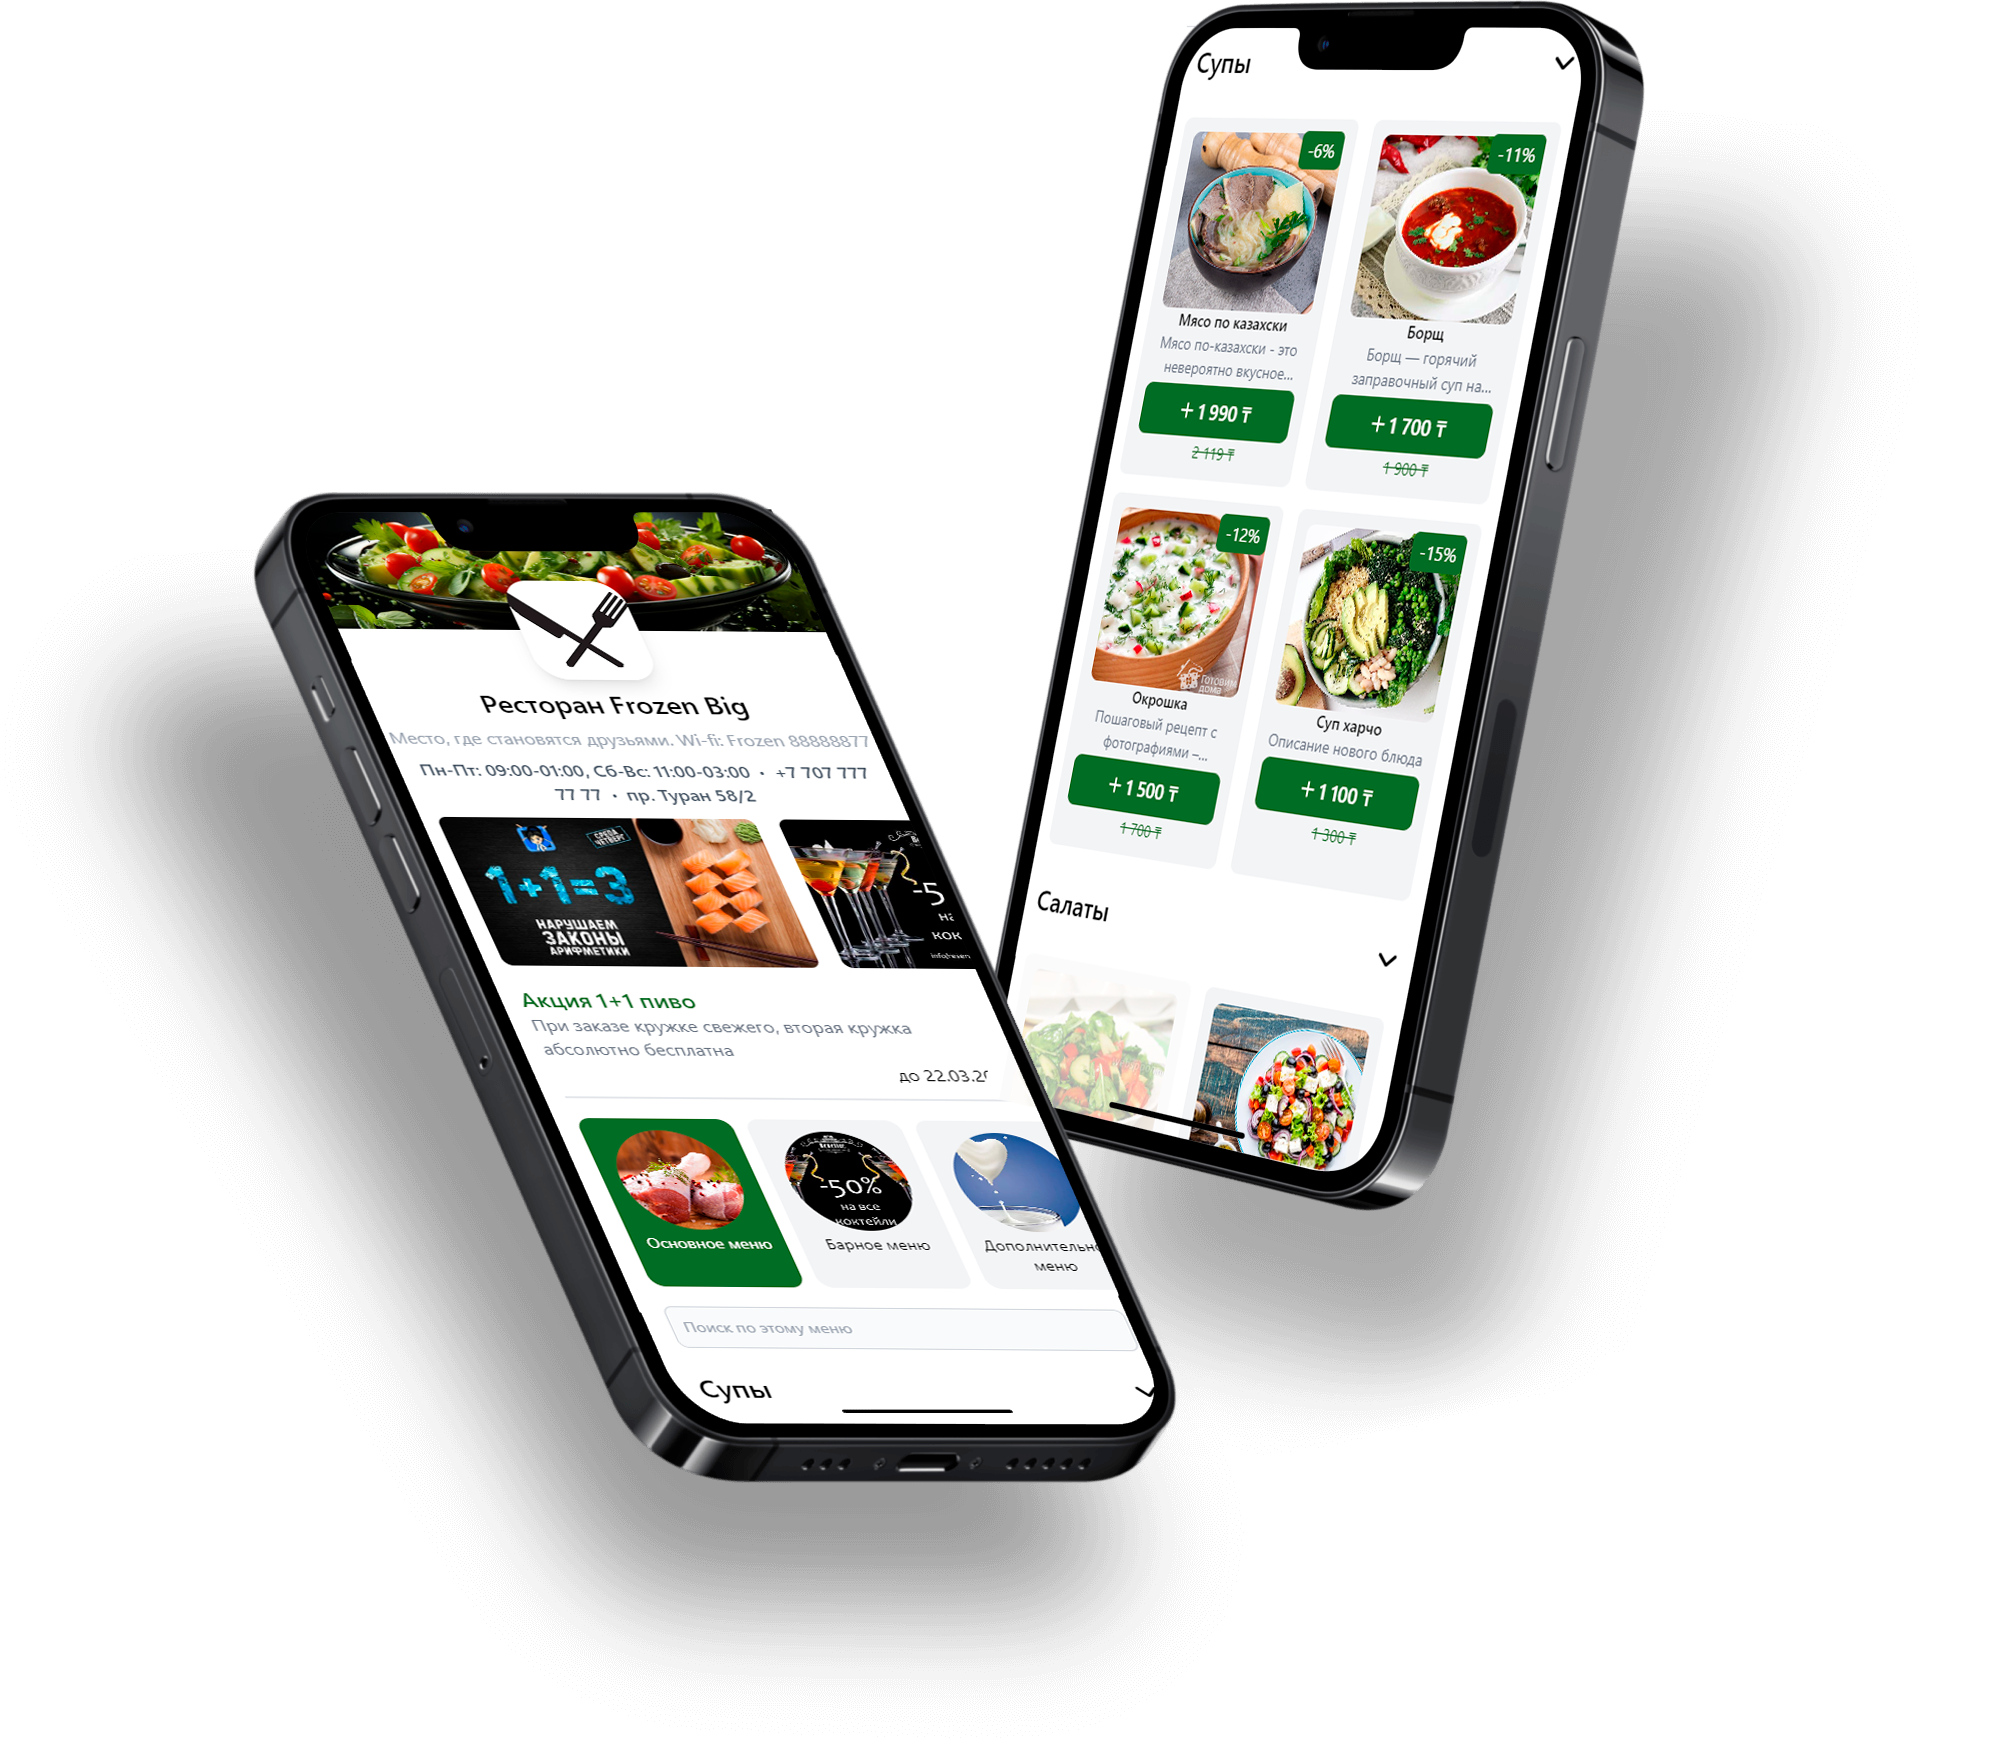 Ресторан Frozen Big
Место, где становятся друзьями. Wi-fi: Frozen 88888877
Пн-Пт: 09:00-01:00, Сб-Вс: 11:00-03:00 • +7 707 777
77 77 • пр. Туран 58/2
СРЕДА
ЧЕТВЕРГ
1+1=3
НАРУШАЕМ
ЗАКОНЫ
АРИФМЕТИКИ
-5
на
кок
Акция 1+1 пиво
При заказе кружке свежего, вторая кружка
абсолютно бесплатна
до 22.03.20
-50%
на все
коктейли
Основное меню
Барное меню
Дополнительно
меню
Поиск по этому меню
Супы
Супы
-6%
-11%
Мясо по казахски
Мясо по-казахски - это
невероятно вкусное...
+ 1 990 ₸
2 119 ₸
Борщ
Борщ — горячий
заправочный суп на...
+ 1 700 ₸
1 900 ₸
-12%
-15%
Готовим
дома
Окрошка
Пошаговый рецепт с
фотографиями –...
+ 1 500 ₸
1 700 ₸
Суп харчо
Описание нового блюда
+ 1 100 ₸
1 300 ₸
Салаты